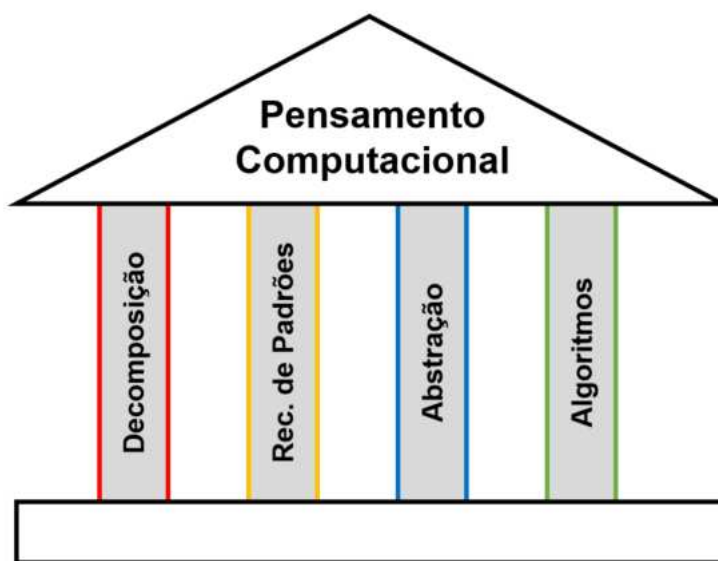 Pensamento
Computacional
Decomposição
Rec. de Padrões
Abstração
Algoritmos